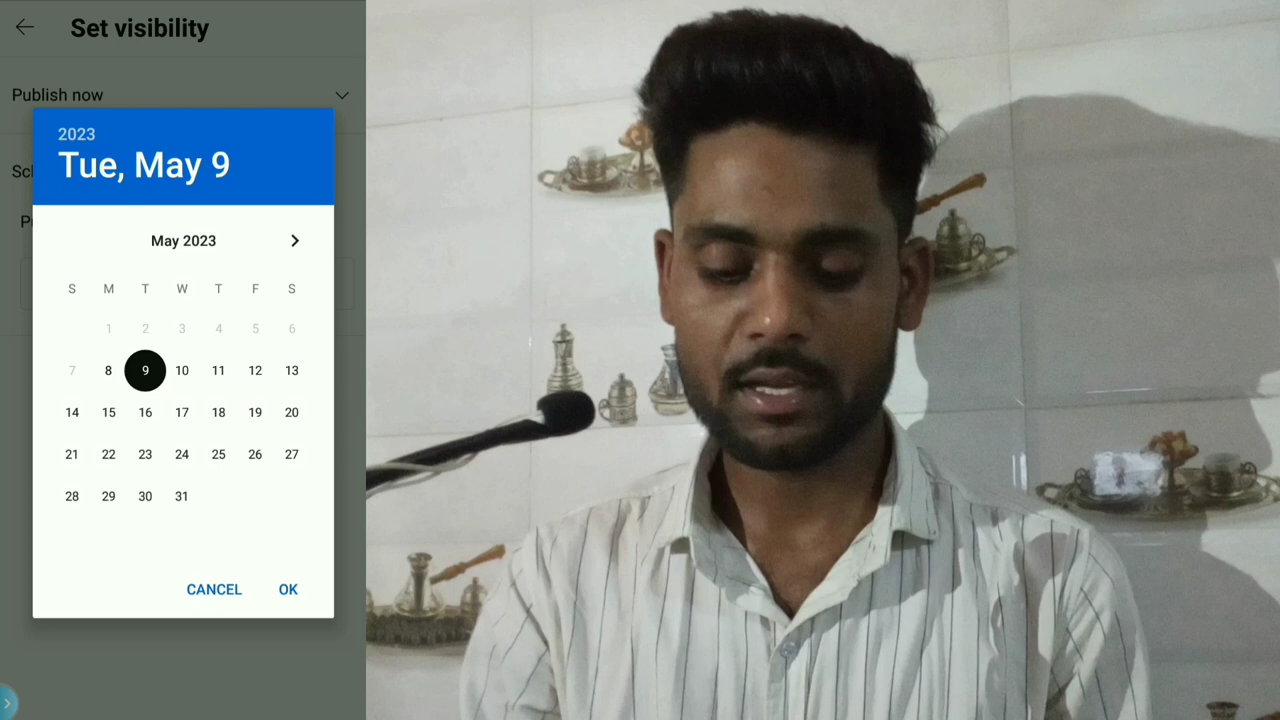 Set visibility
Publish now
Sch
P
2023
Tue, May 9
May 2023
S M T W T F S
1 2 3 4 5 6
7 8 9 10 11 12 13
14 15 16 17 18 19 20
21 22 23 24 25 26 27
28 29 30 31
CANCEL OK